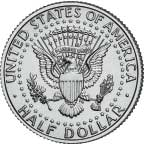 UNITED STATES OF AMERICA
HALF DOLLAR